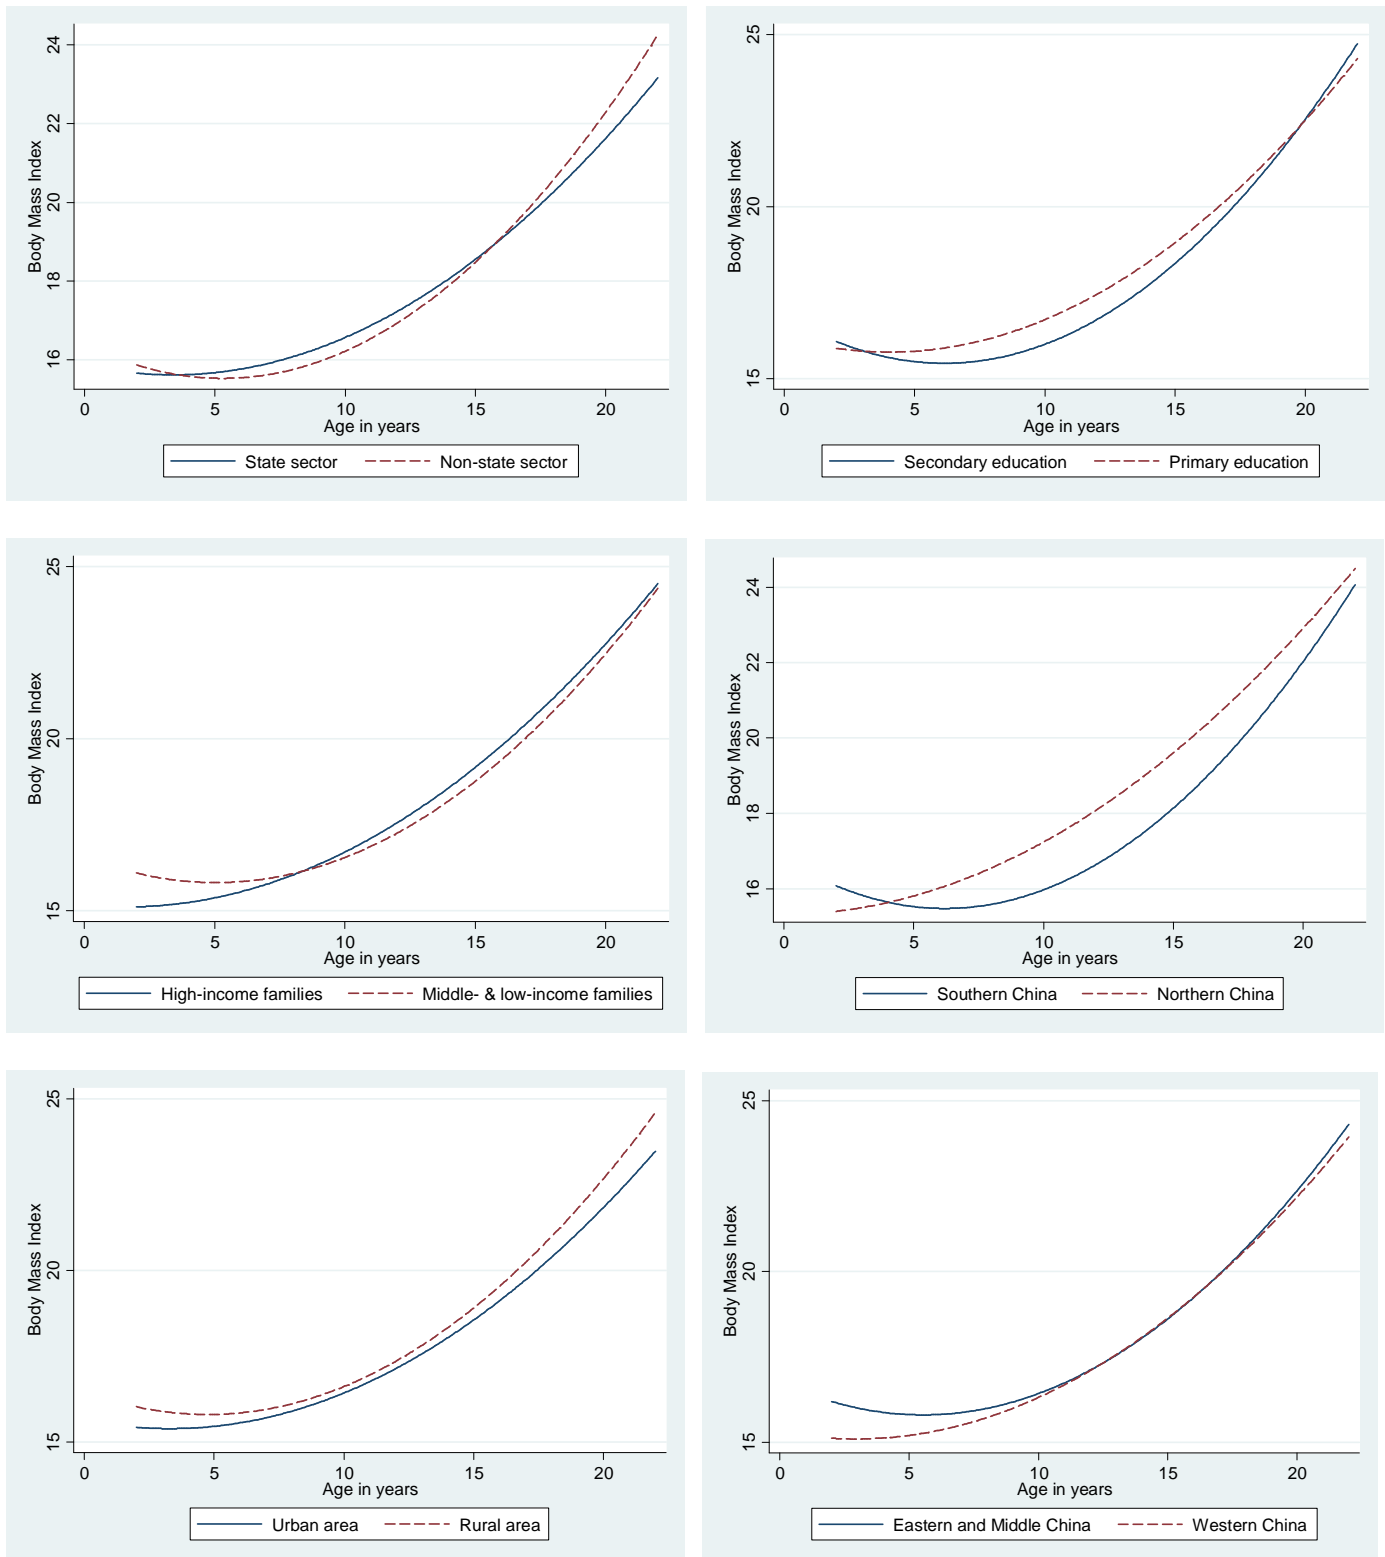 24
22
20
18
16
Body Mass Index
0 5 10 15 20
Age in years
State sector Non-state sector
25
20
15
Body Mass Index
0 5 10 15 20
Age in years
Secondary education Primary education
25
20
15
Body Mass Index
0 5 10 15 20
Age in years
High-income families Middle- & low-income families
24
22
20
18
16
Body Mass Index
0 5 10 15 20
Age in years
Southern China Northern China
25
20
15
Body Mass Index
0 5 10 15 20
Age in years
Urban area Rural area
25
20
15
Body Mass Index
0 5 10 15 20
Age in years
Eastern and Middle China Western China